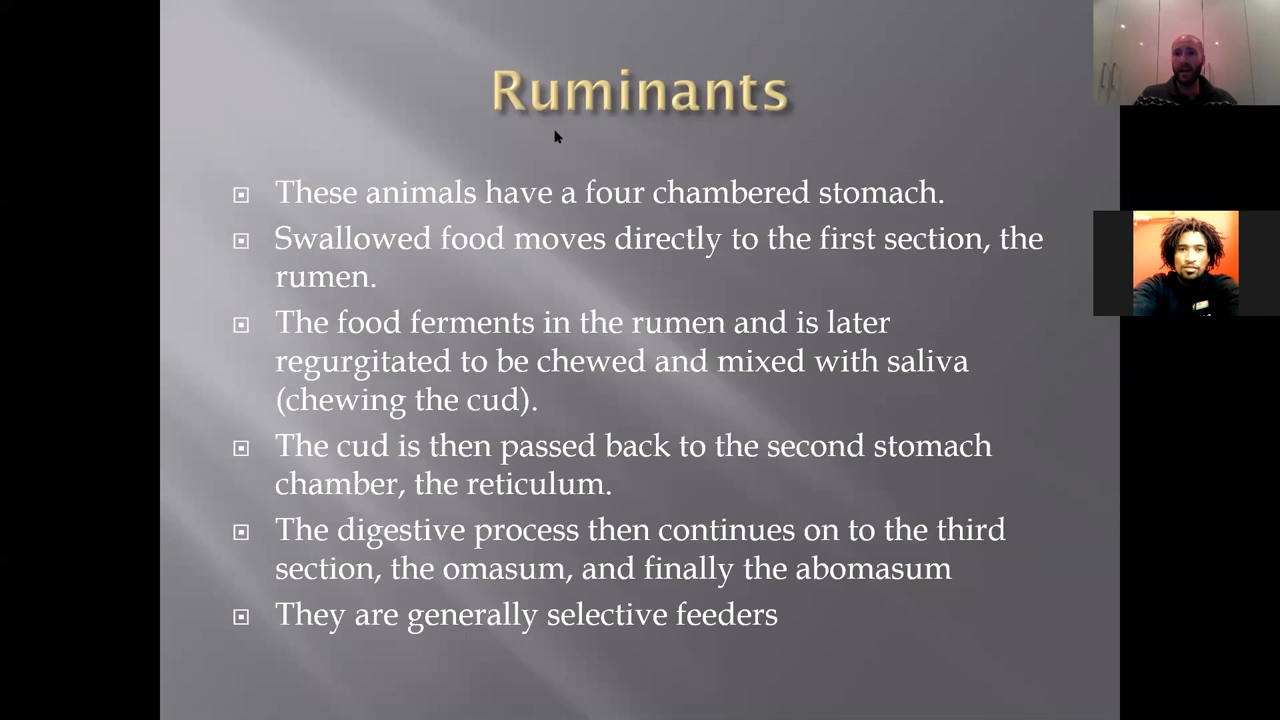 Ruminants
These animals have a four chambered stomach.
Swallowed food moves directly to the first section, the
rumen.
The food ferments in the rumen and is later
regurgitated to be chewed and mixed with saliva
(chewing the cud).
The cud is then passed back to the second stomach
chamber, the reticulum.
The digestive process then continues on to the third
section, the omasum, and finally the abomasum
They are generally selective feeders